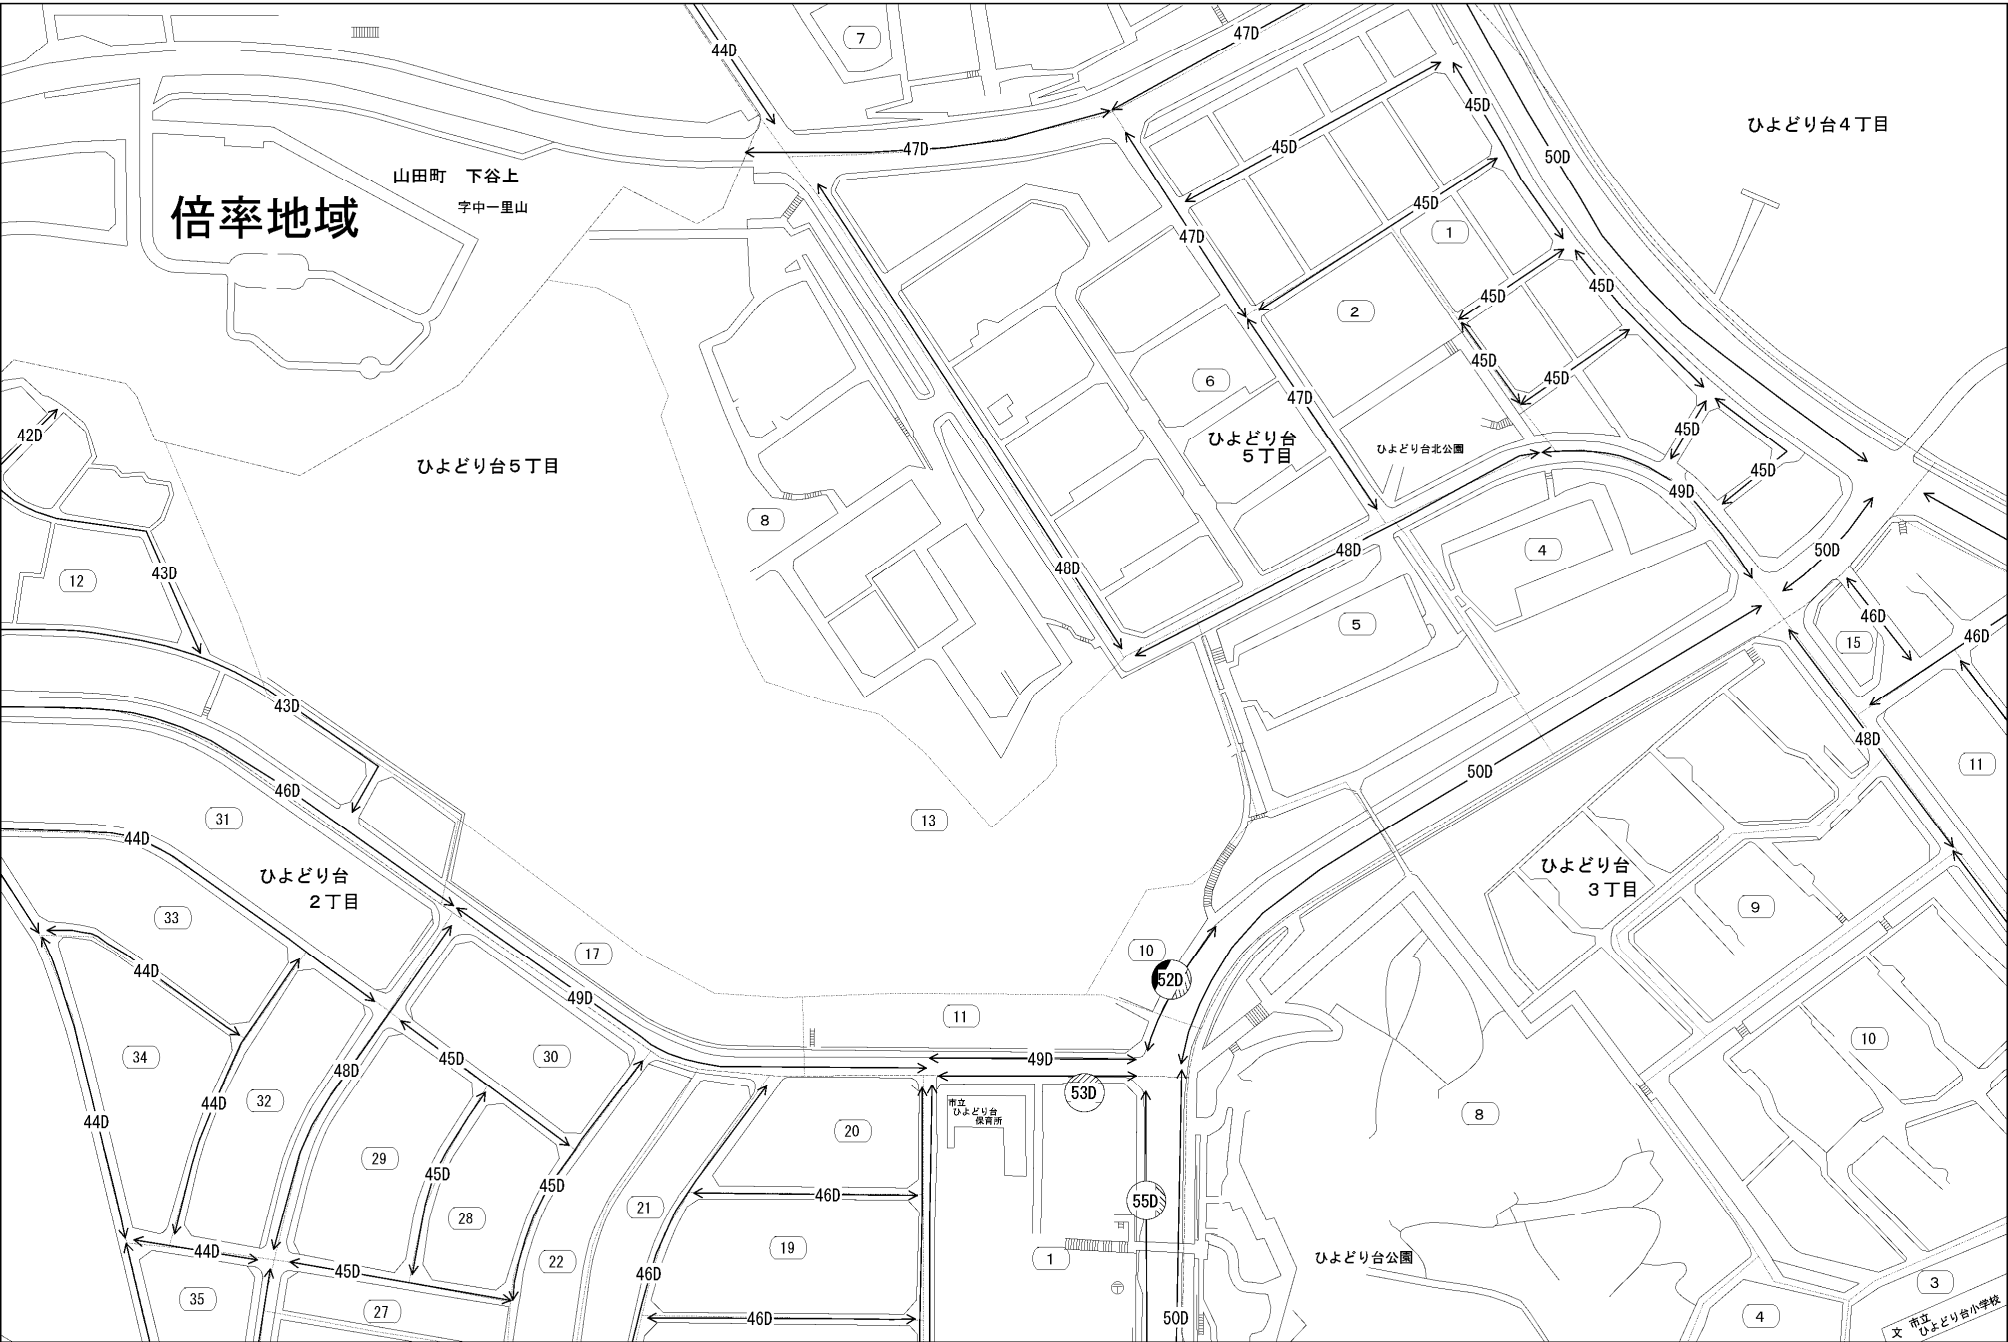 44D
7
47D
45D
ひよどり台４丁目
50D
47D
45D
山田町　下谷上
倍率地域
字中一里山
45D
1
47D
45D
45D
2
45D
45D
6
47D
42D
ひよどり台５丁目
ひよどり台
５丁目
ひよどり台北公園
45D
45D
49D
8
48D
4
50D
48D
43D
12
5
46D
15
46D
43D
48D
11
50D
46D
31
13
44D
ひよどり台
２丁目
ひよどり台
３丁目
33
9
17
10
44D
52D
49D
11
34
45D
30
49D
10
48D
32
44D
44D
53D
市立
ひよどり台
保育所
8
20
29
45D
45D
46D
55D
28
21
44D
19
22
1
ひよどり台公園
45D
46D
35
27
46D
50D
3
4
文
市立
ひよどり台小学校